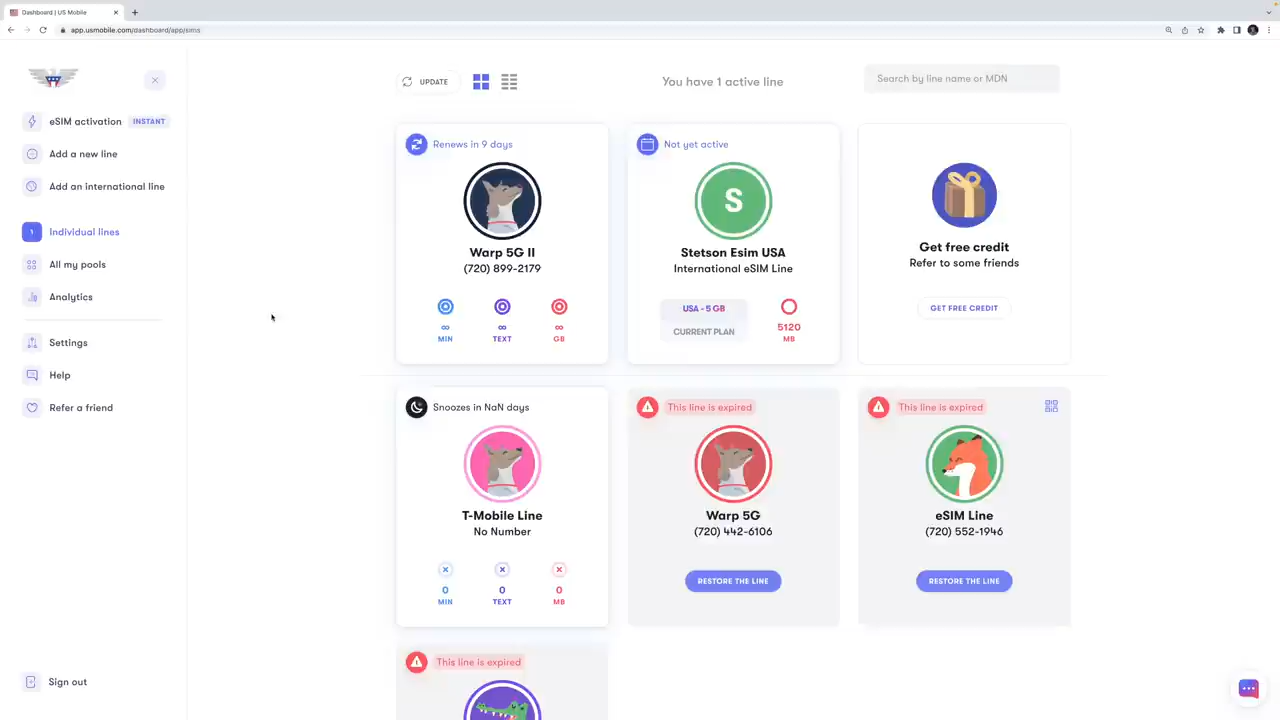 Dashboard | US Mobile
app.usmobile.com/dashboard/app/sims
eSIM activation INSTANT
Add a new line
Add an international line
1 Individual lines
All my pools
Analytics
Settings
Help
Refer a friend
Sign out
UPDATE
You have 1 active line
Search by line name or MDN
Renews in 9 days
Warp 5G II
(720) 899-2179
∞ ∞ ∞
MIN TEXT GB
Not yet active
S
Stetson Esim USA
International eSIM Line
USA - 5 GB
CURRENT PLAN
5120
MB
Get free credit
Refer to some friends
GET FREE CREDIT
Snoozes in NaN days
T-Mobile Line
No Number
0 0 0
MIN TEXT MB
This line is expired
Warp 5G
(720) 442-6106
RESTORE THE LINE
This line is expired
eSIM Line
(720) 552-1946
RESTORE THE LINE
This line is expired